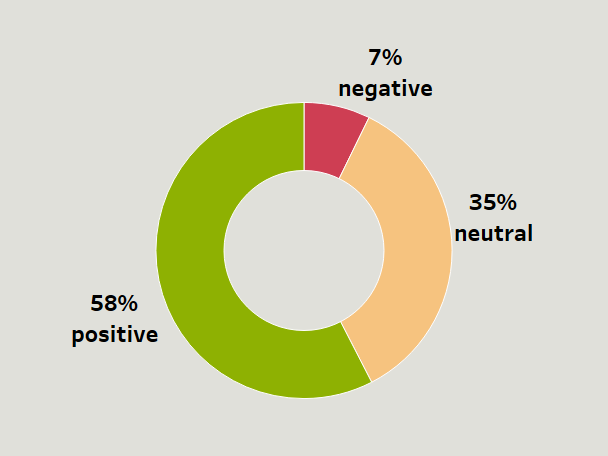 7%
negative
35%
neutral
58%
positive